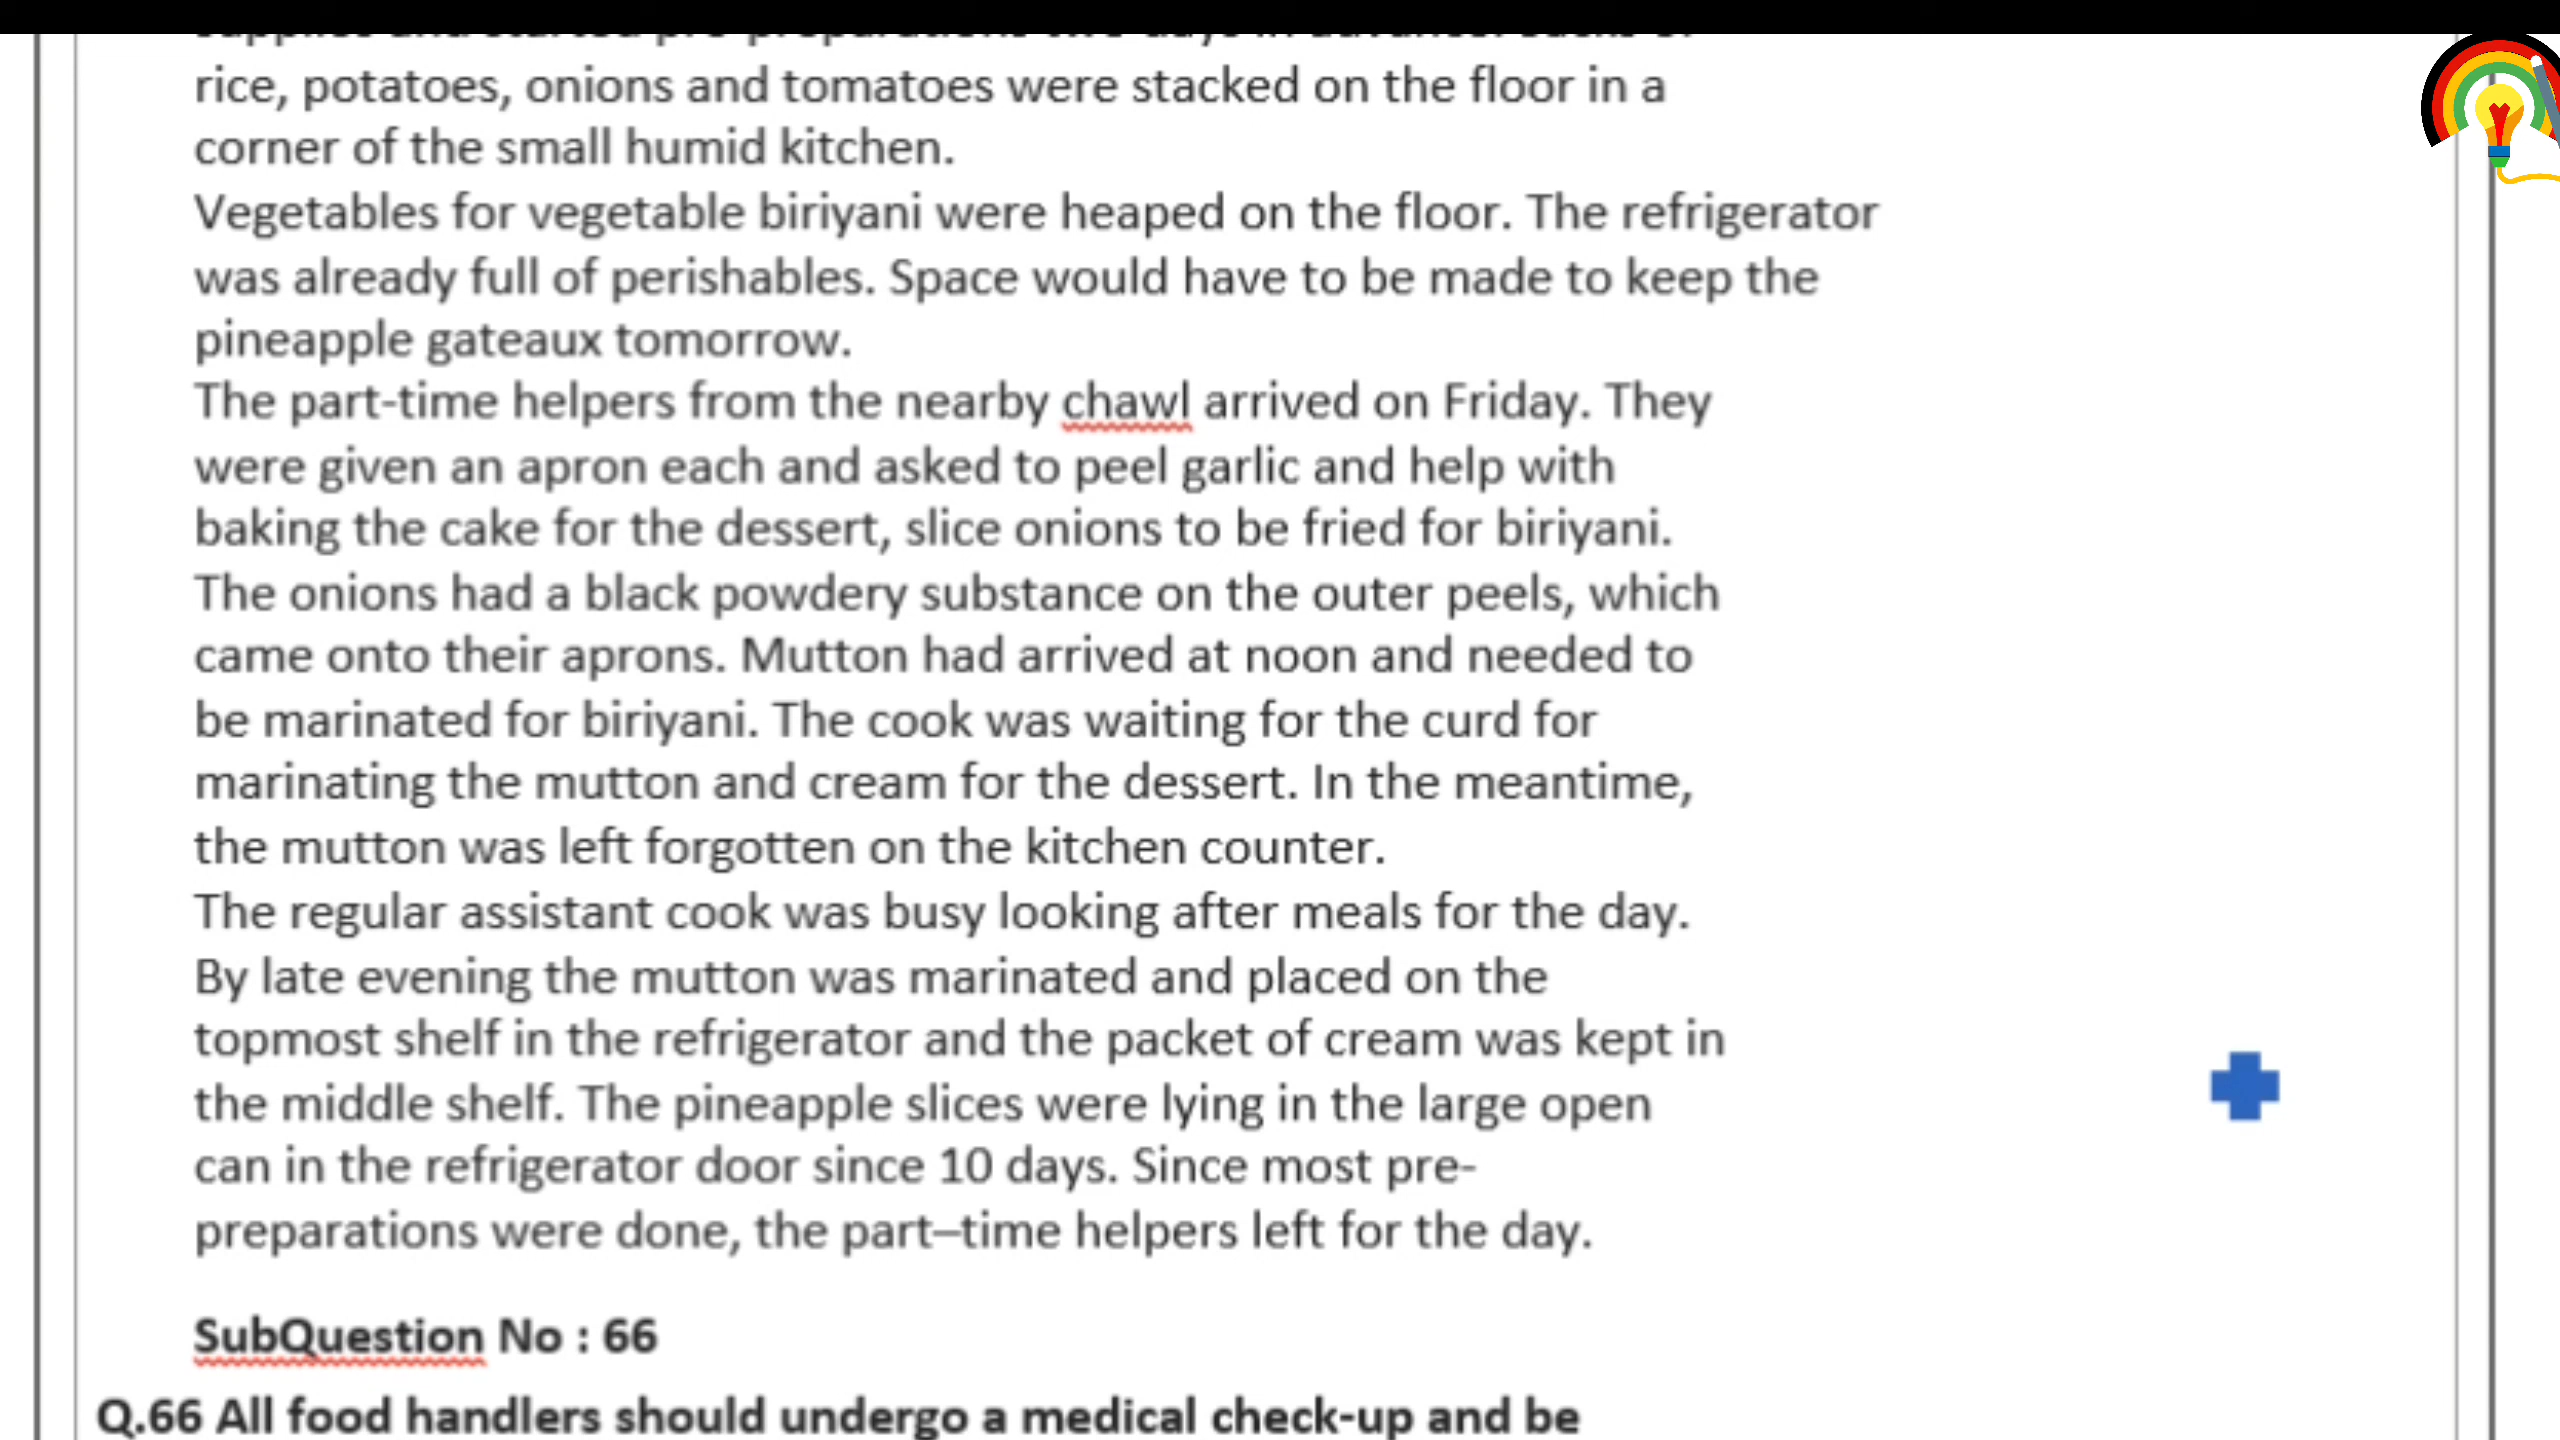 supplies and started pre-preparations two days in advance. Sacks of
rice, potatoes, onions and tomatoes were stacked on the floor in a
corner of the small humid kitchen.
Vegetables for vegetable biriyani were heaped on the floor. The refrigerator
was already full of perishables. Space would have to be made to keep the
pineapple gateaux tomorrow.
The part-time helpers from the nearby chawl arrived on Friday. They
were given an apron each and asked to peel garlic and help with
baking the cake for the dessert, slice onions to be fried for biriyani.
The onions had a black powdery substance on the outer peels, which
came onto their aprons. Mutton had arrived at noon and needed to
be marinated for biriyani. The cook was waiting for the curd for
marinating the mutton and cream for the dessert. In the meantime,
the mutton was left forgotten on the kitchen counter.
The regular assistant cook was busy looking after meals for the day.
By late evening the mutton was marinated and placed on the
topmost shelf in the refrigerator and the packet of cream was kept in
the middle shelf. The pineapple slices were lying in the large open
can in the refrigerator door since 10 days. Since most pre-
preparations were done, the part–time helpers left for the day.
SubQuestion No : 66
Q.66 All food handlers should undergo a medical check-up and be